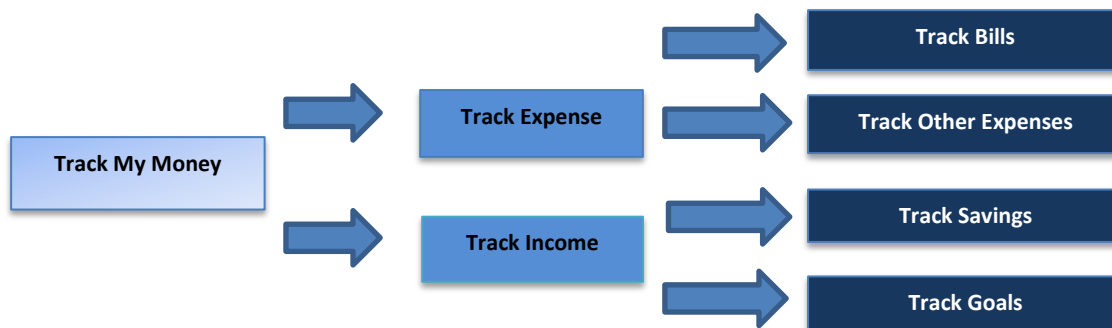 Track My Money
Track Expense
Track Income
Track Bills
Track Other Expenses
Track Savings
Track Goals